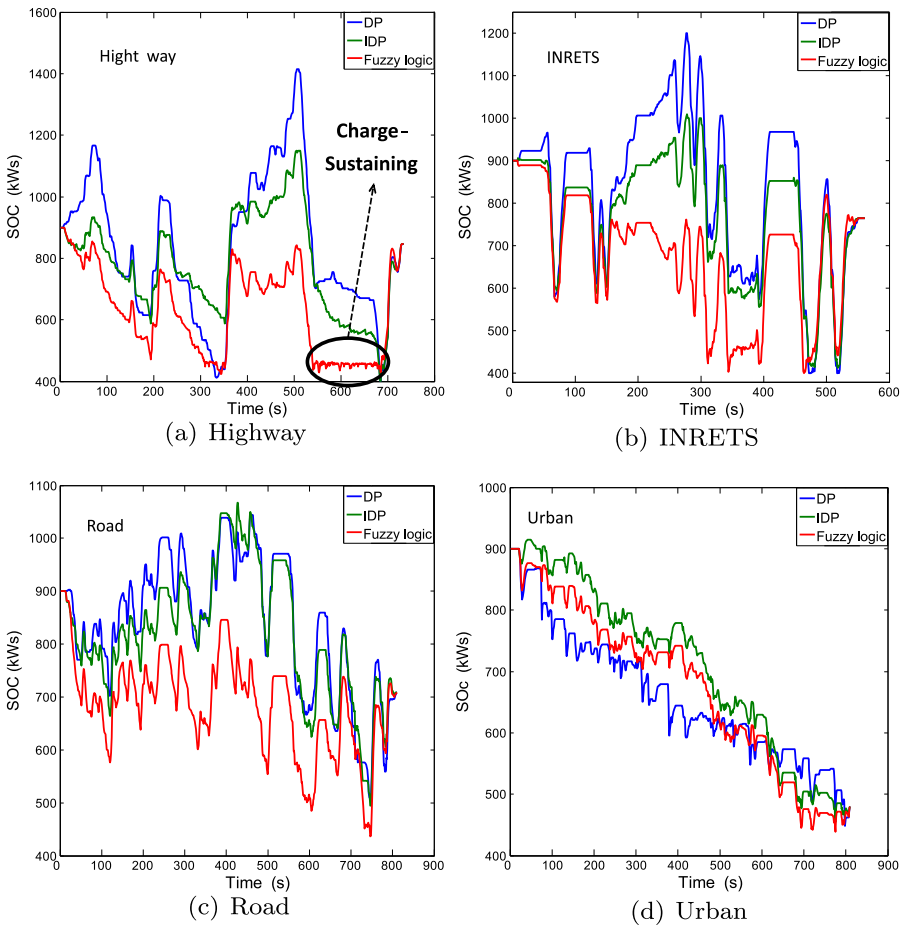 1600
1400
1200
1000
800
600
400
SOC (kWs)
Hight way
DP
IDP
Fuzzy logic
Charge-
Sustaining
0 100 200 300 400 500 600 700 800
Time (s)
(a) Highway
1300
1200
1100
1000
900
800
700
600
500
400
SOC (kWs)
INRETS
DP
IDP
Fuzzy logic
0 100 200 300 400 500 600
Time (s)
(b) INRETS
1100
1000
900
800
700
600
500
400
SOC (kWs)
Road
DP
IDP
Fuzzy logic
0 100 200 300 400 500 600 700 800 900
Time (s)
(c) Road
1000
900
800
700
600
500
400
SOc (kWs)
Urban
DP
IDP
Fuzzy logic
0 100 200 300 400 500 600 700 800 900
Time (s)
(d) Urban